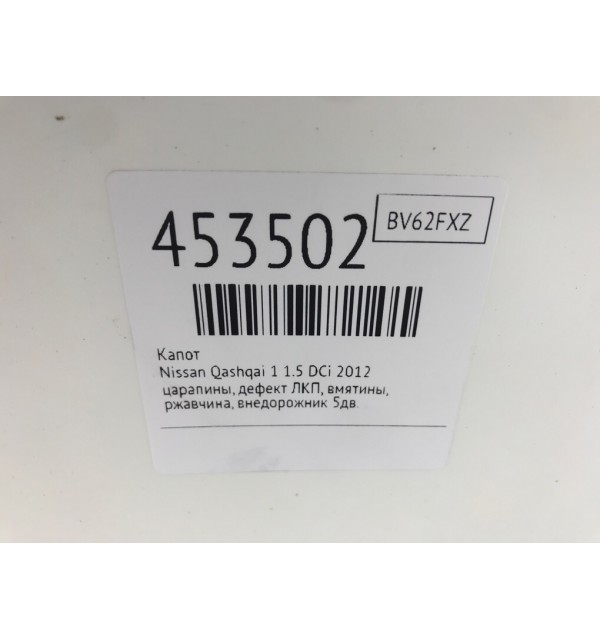 453502
BV62FXZ
Капот
Nissan Qashqai 1 1.5 DCi 2012
царапины, дефект ЛКП, вмятины,
ржавчина, внедорожник 5дв.